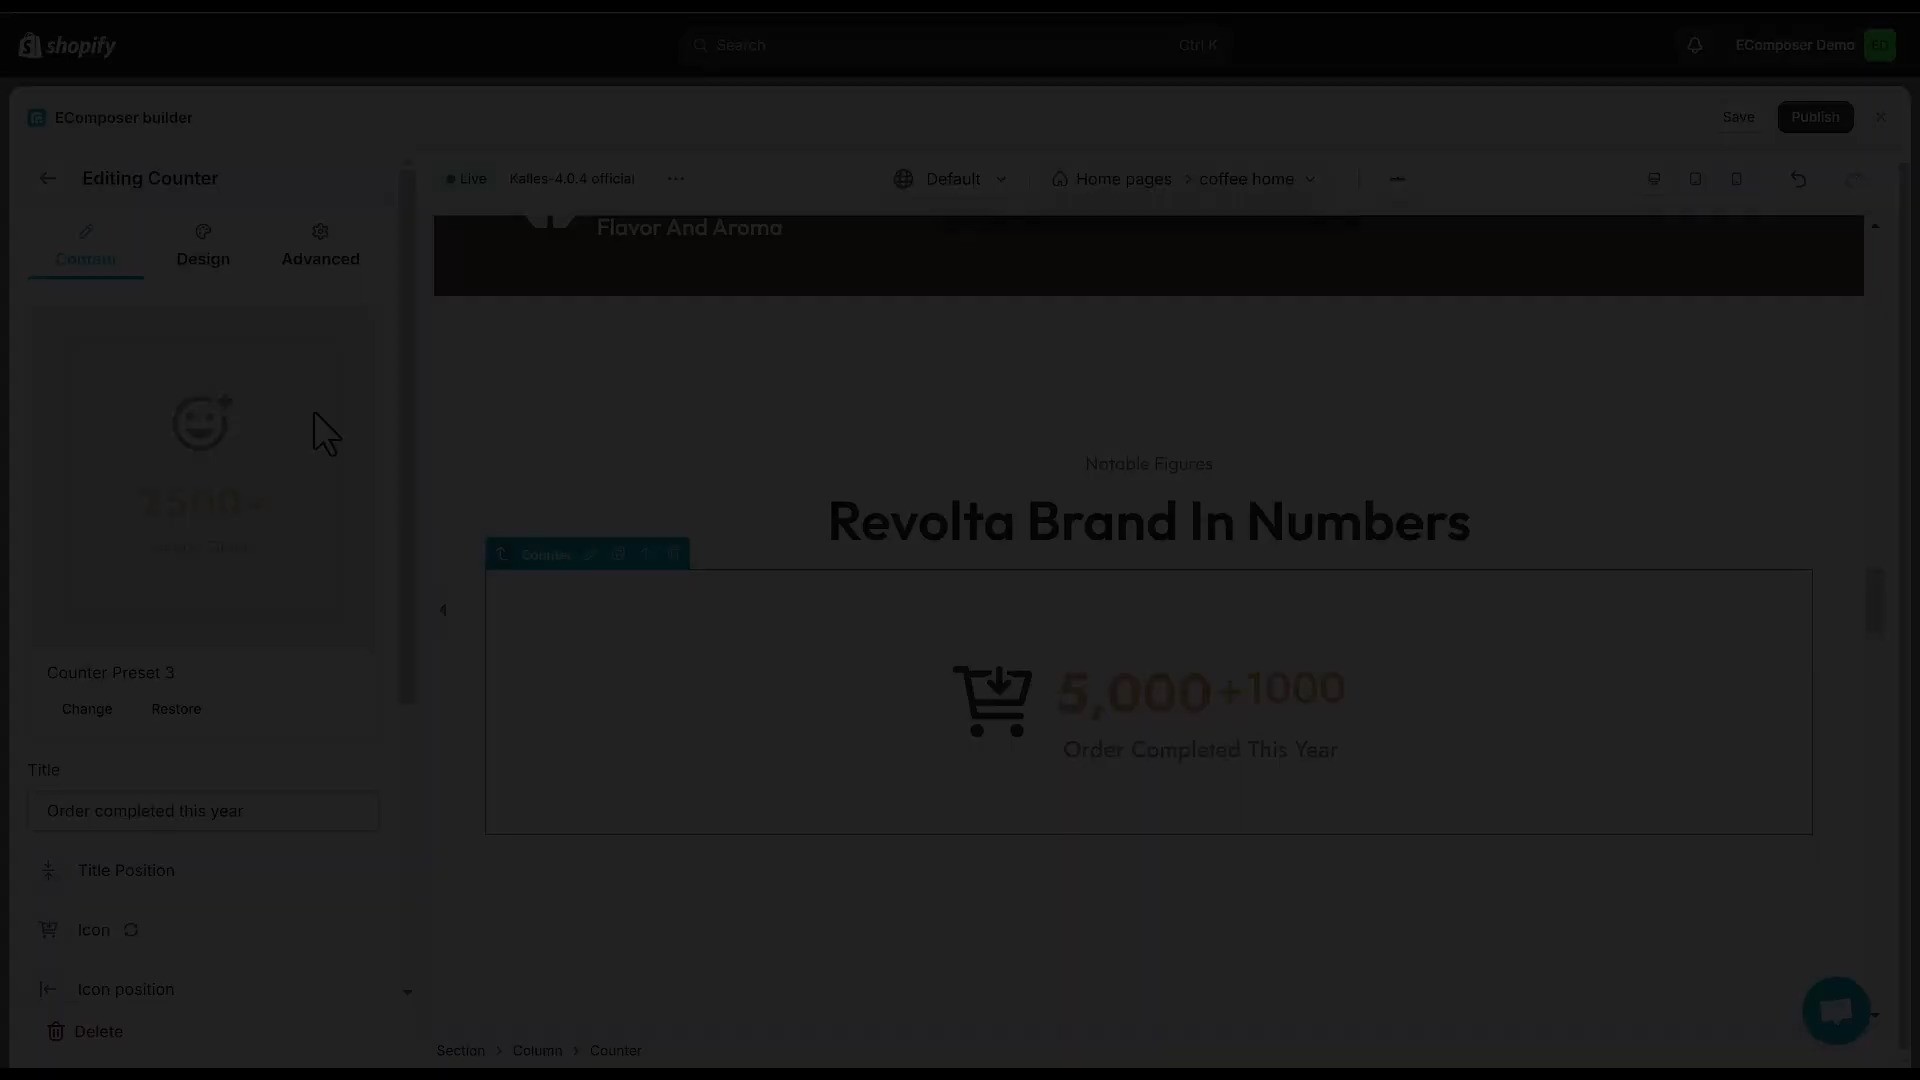 shopify
Search
Ctrl K
EComposer Demo
ED
EComposer builder
Save
Publish
Editing Counter
Live
Kalles-4.0.4 official
Default
Home pages
coffee home
Content
Design
Advanced
Flavor And Aroma
2500+
Notable Figures
Revolta Brand In Numbers
Counter
Counter Preset 3
Change
Restore
5,000+1000
Order Completed This Year
Title
Order completed this year
Title Position
Icon
Icon position
Delete
Section
Column
Counter